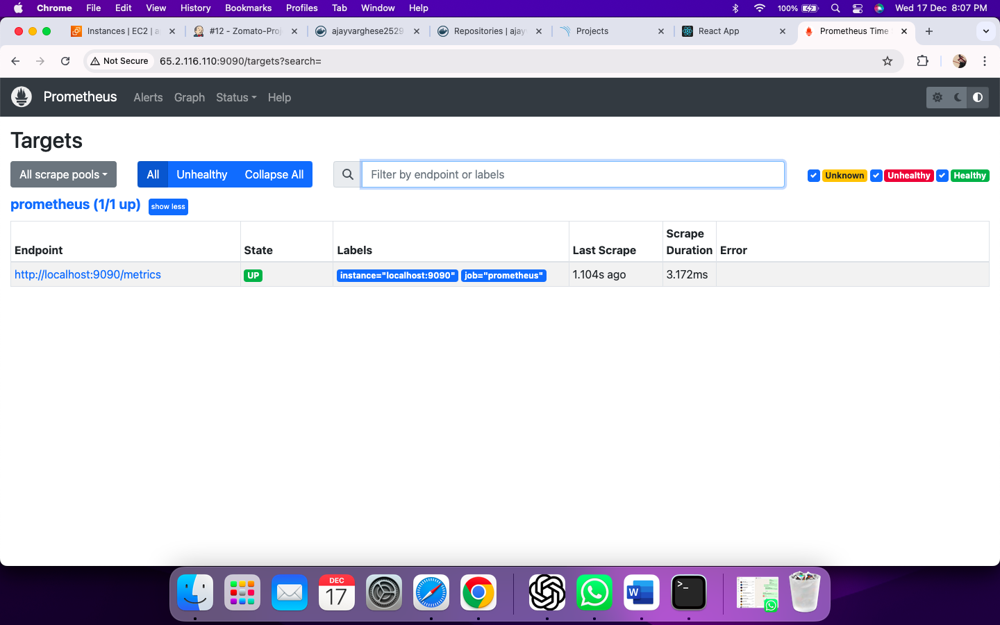 Chrome File Edit View History Bookmarks Profiles Tab Window Help 100% Wed 17 Dec 8:07 PM
Instances | EC2 | a #12 - Zomato-Proj ajayvarghese2529 Repositories | ajay Projects React App Prometheus Time
Not Secure 65.2.116.110:9090/targets?search=
Prometheus Alerts Graph Status Help
Targets
All scrape pools All Unhealthy Collapse All Filter by endpoint or labels Unknown Unhealthy Healthy
prometheus (1/1 up) show less
Endpoint State Labels Last Scrape Scrape Duration Error
http://localhost:9090/metrics UP instance="localhost:9090" job="prometheus" 1.104s ago 3.172ms
DEC
17